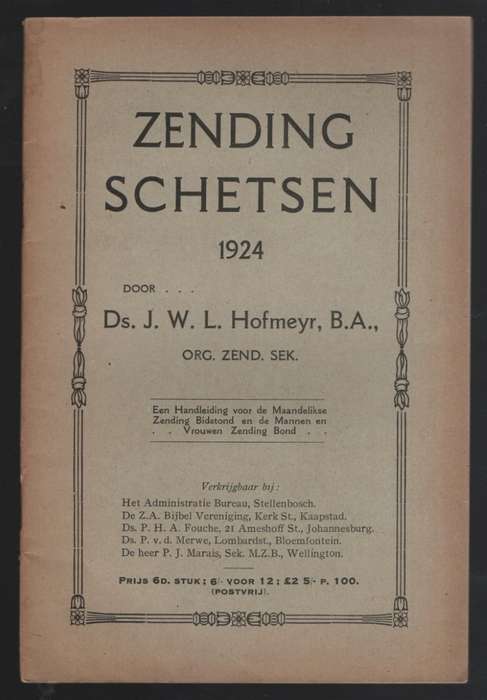 ZENDING
SCHETSEN
1924
DOOR . . .
Ds. J. W. L. Hofmeyr, B.A.,
ORG. ZEND. SEK.
Een Handleiding voor de Maandelikse
Zending Bidstond en de Mannen en
. . Vrouwen Zending Bond . . .
Verkrijgbaar bij:
Het Administratie Bureau, Stellenbosch.
De Z.A. Bijbel Vereniging, Kerk St., Kaapstad.
Ds. P. H. A. Fouche, 21 Ameshoff St., Johannesburg.
Ds. P. v.d. Merwe, Lombardst., Bloemfontein.
De heer P. J. Marais, Sek. M.Z.B., Wellington.
PRIJS 6D. STUK; 6/- VOOR 12; £2 5/- P. 100.
(POSTVRIJ).